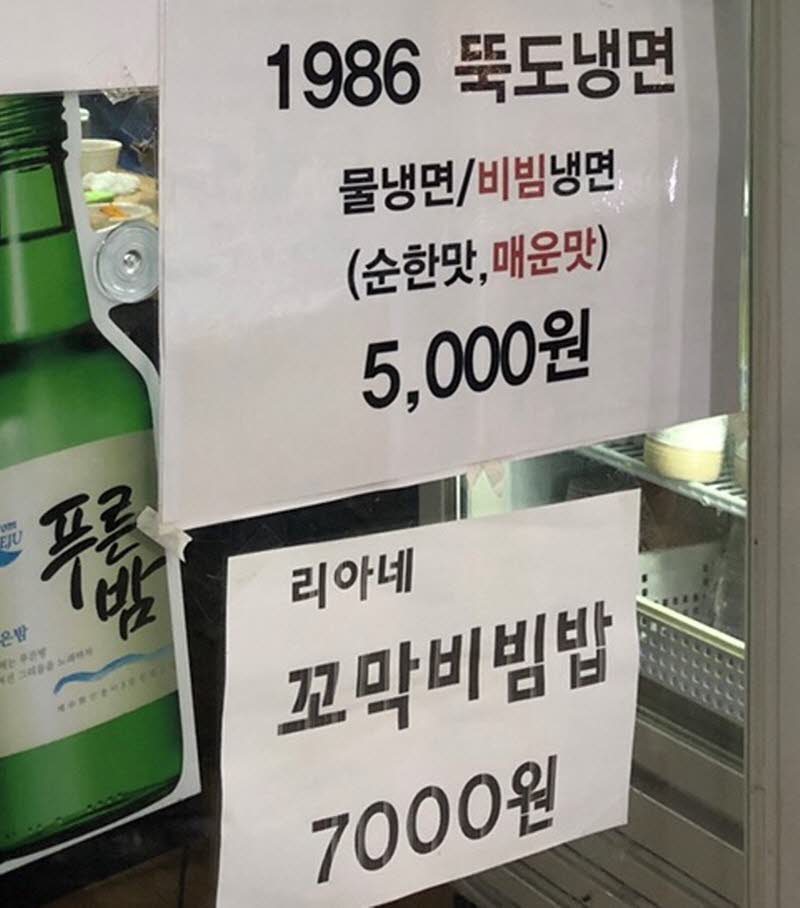 1986 뚝도냉면
물냉면/비빔냉면
(순한맛,매운맛)
5,000원
푸른
밤
리아네
꼬막비빔밥
7000원